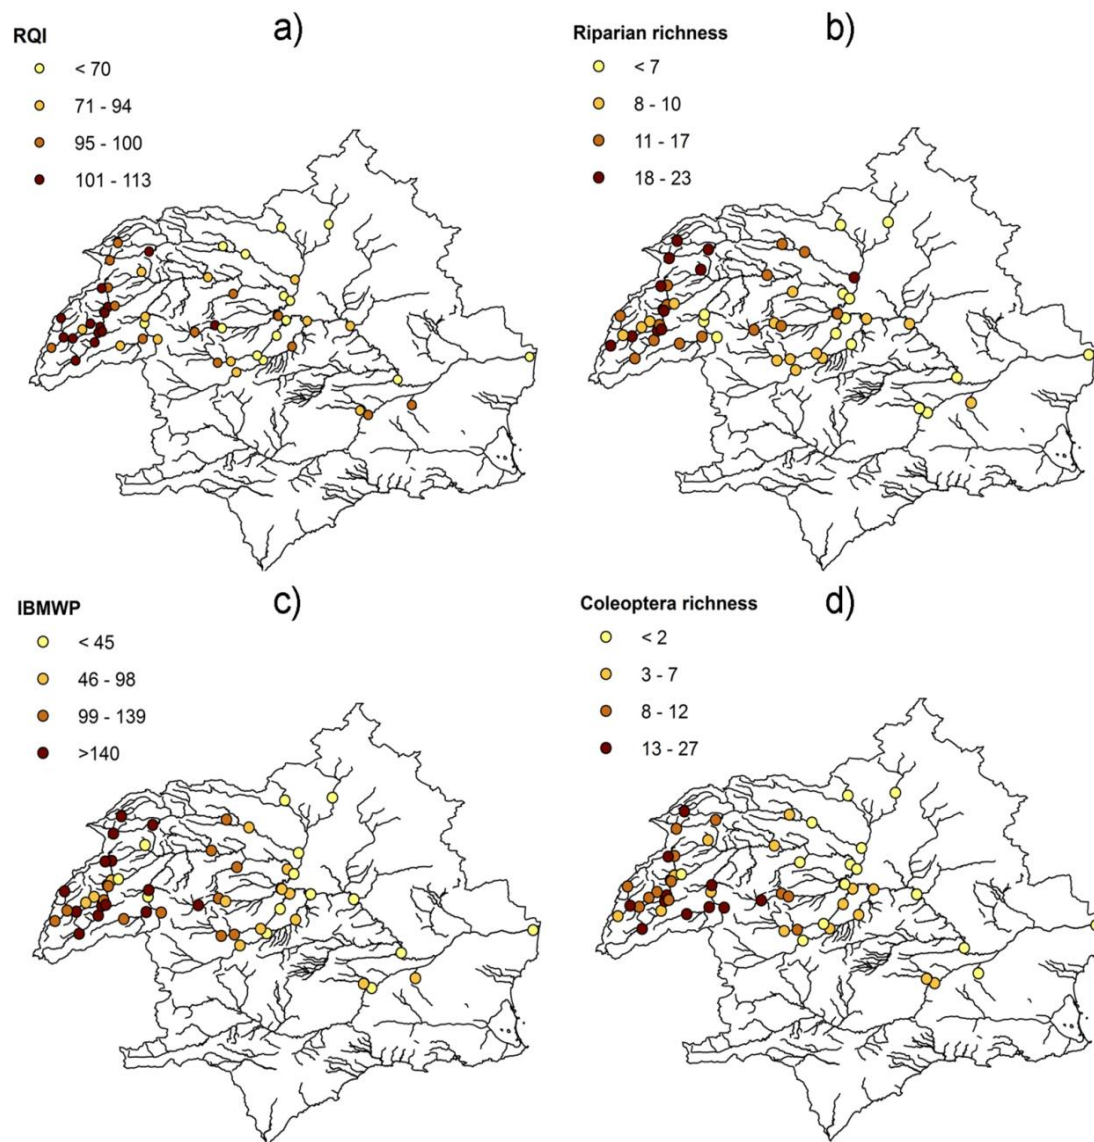 a)
RQI
< 70
71 - 94
95 - 100
101 - 113
b)
Riparian richness
< 7
8 - 10
11 - 17
18 - 23
c)
IBMWP
< 45
46 - 98
99 - 139
>140
d)
Coleoptera richness
< 2
3 - 7
8 - 12
13 - 27